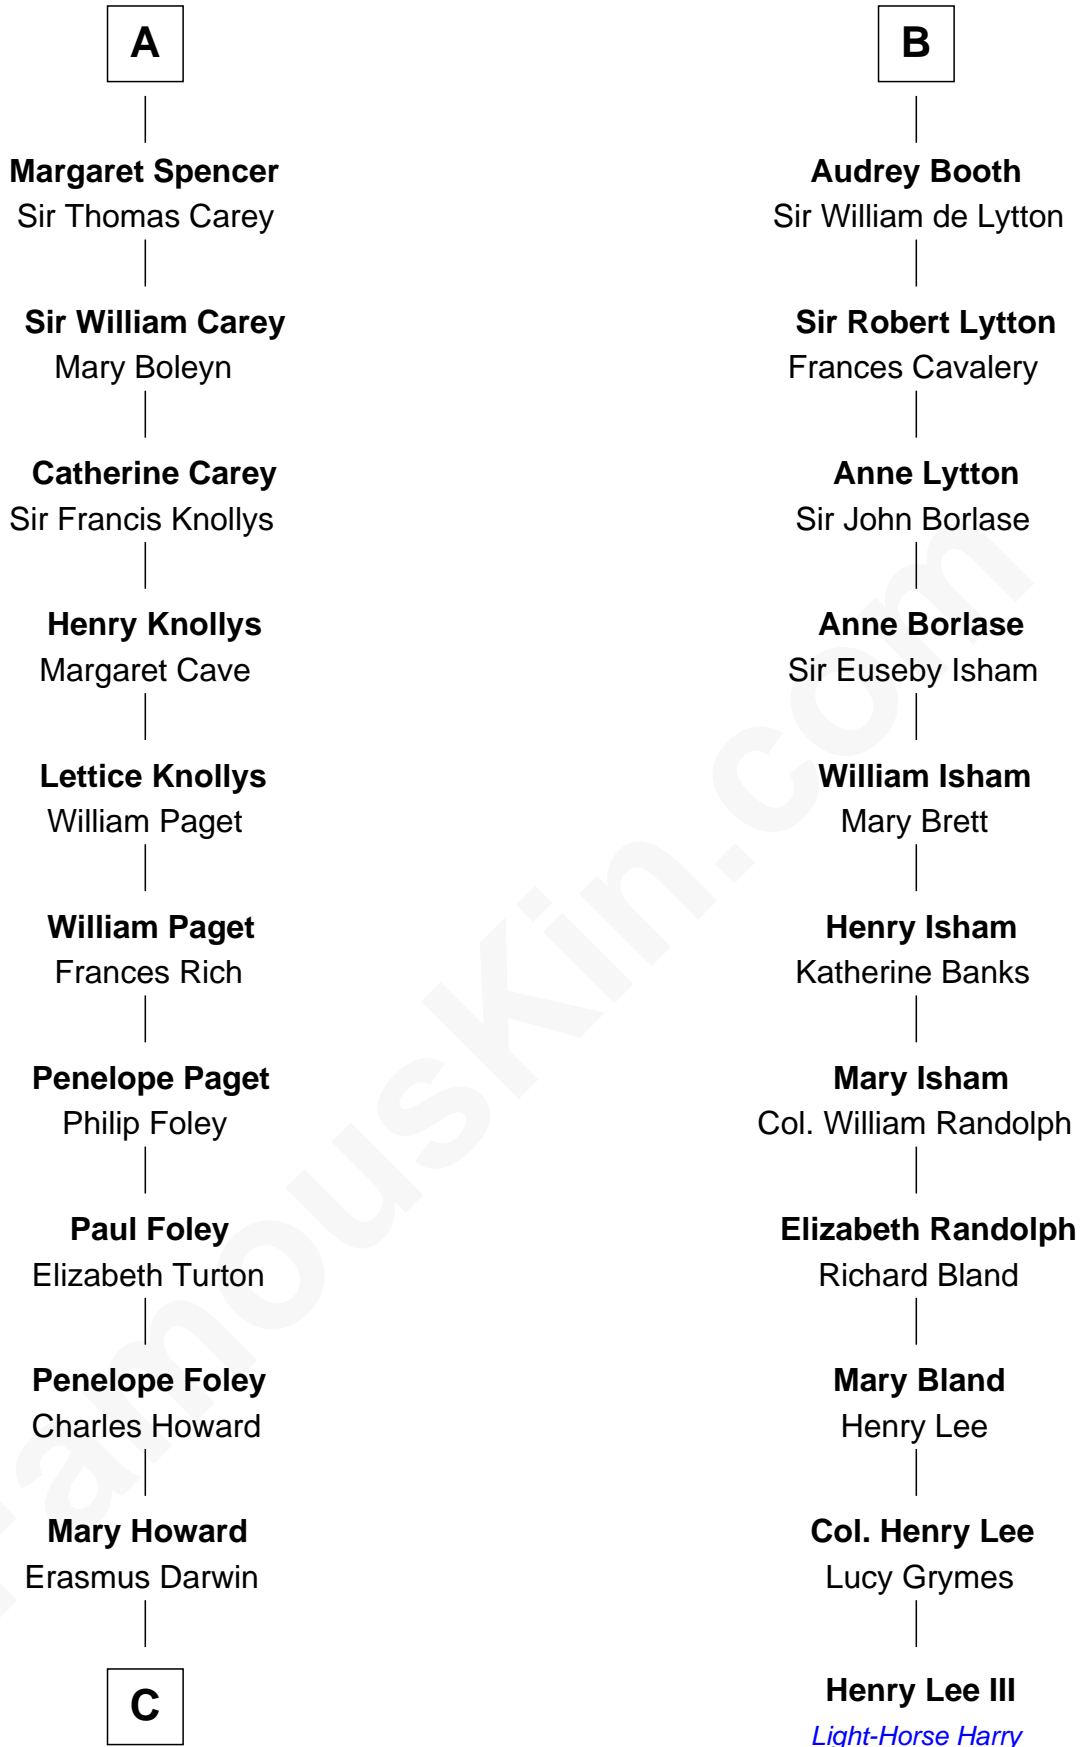 A
Margaret Spencer
Sir Thomas Carey
Sir William Carey
Mary Boleyn
Catherine Carey
Sir Francis Knollys
Henry Knollys
Margaret Cave
Lettice Knollys
William Paget
William Paget
Frances Rich
Penelope Paget
Philip Foley
Paul Foley
Elizabeth Turton
Penelope Foley
Charles Howard
Mary Howard
Erasmus Darwin
C
B
Audrey Booth
Sir William de Lytton
Sir Robert Lytton
Frances Cavalery
Anne Lytton
Sir John Borlase
Anne Borlase
Sir Euseby Isham
William Isham
Mary Brett
Henry Isham
Katherine Banks
Mary Isham
Col. William Randolph
Elizabeth Randolph
Richard Bland
Mary Bland
Henry Lee
Col. Henry Lee
Lucy Grymes
Henry Lee III
Light-Horse Harry
FamousKin.com